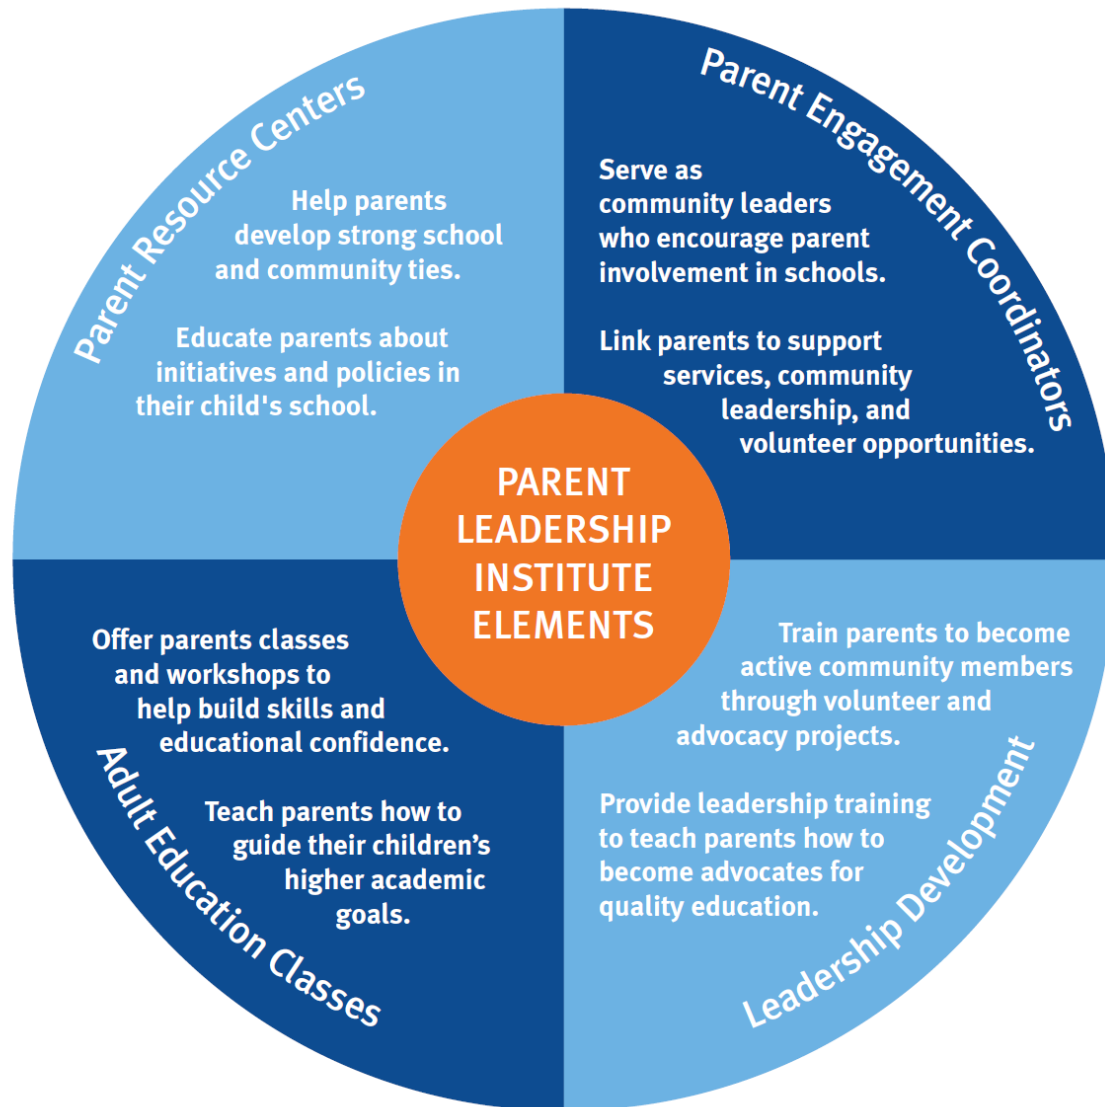 Parent Resource Centers
Help parents
develop strong school
and community ties.
Educate parents about
initiatives and policies in
their child's school.
Parent Engagement Coordinators
Serve as
community leaders
who encourage parent
involvement in schools.
Link parents to support
services, community
leadership, and
volunteer opportunities.
PARENT
LEADERSHIP
INSTITUTE
ELEMENTS
Offer parents classes
and workshops to
help build skills and
educational confidence.
Teach parents how to
guide their children’s
higher academic
goals.
Adult Education Classes
Train parents to become
active community members
through volunteer and
advocacy projects.
Provide leadership training
to teach parents how to
become advocates for
quality education.
Leadership Development